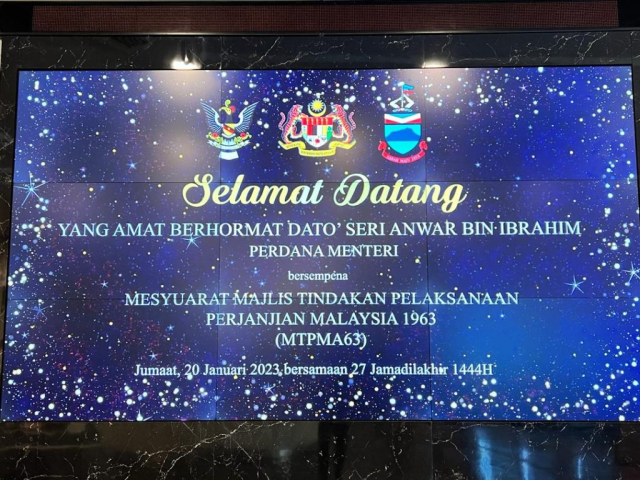 Selamat Datang
YANG AMAT BERHORMAT DATO' SERI ANWAR BIN IBRAHIM
PERDANA MENTERI
bersempena
MESYUARAT MAJLIS TINDAKAN PELAKSANAAN
PERJANJIAN MALAYSIA 1963
(MTPMA63)
Jumaat, 20 Januari 2023 bersamaan 27 Jamadilakhir 1444H